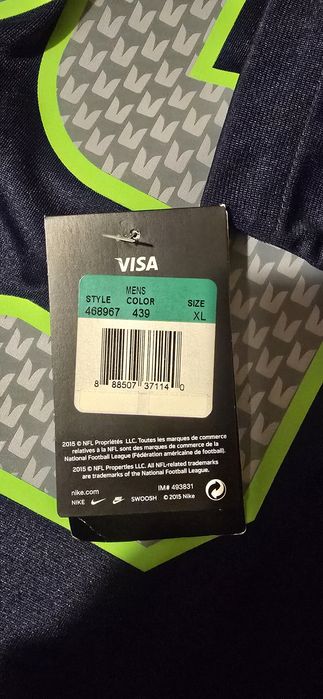 VISA
MENS
STYLE COLOR SIZE
468967 439 XL
8 88507 37114 0
2015 © NFL Propriétés LLC. Toutes les marques de commerce
relatives à la NFL sont des marques de commerce de la
National Football League (Fédération américaine de football).
2015 © NFL Properties LLC. All NFL-related trademarks
are trademarks of the National Football League.
nike.com IM# 493831
NIKE SWOOSH © 2015 Nike